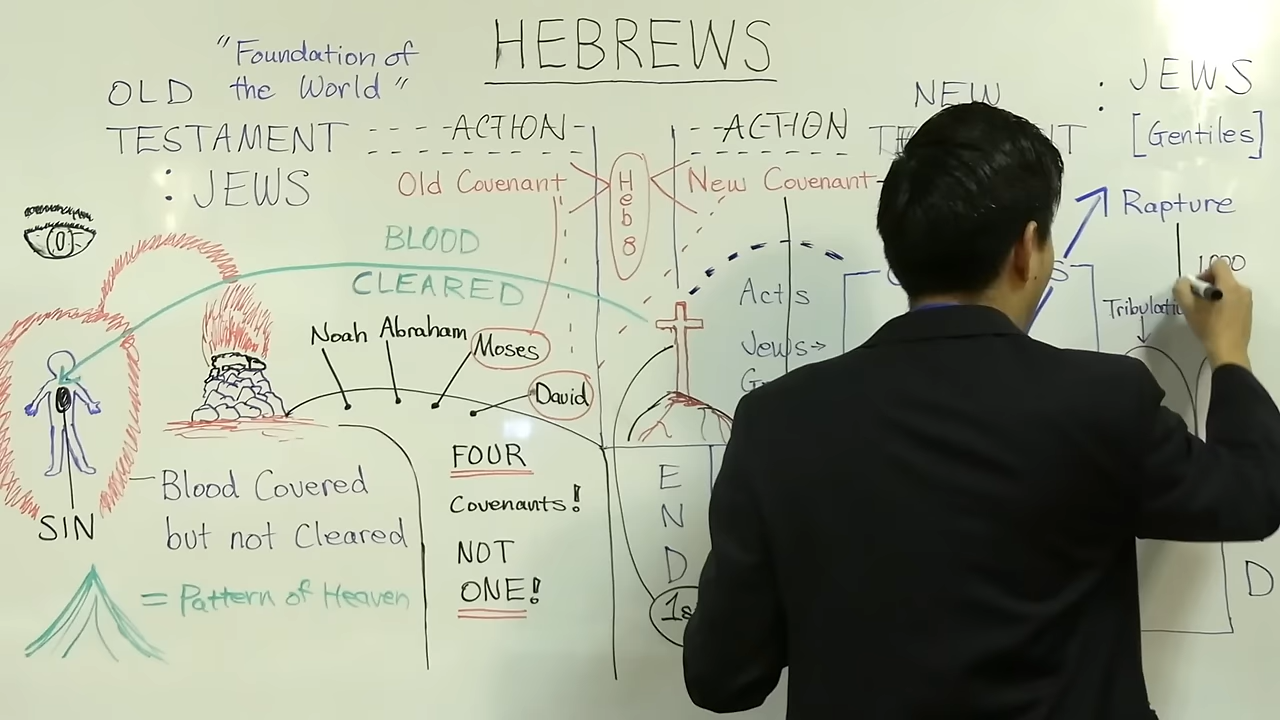 HEBREWS
"Foundation of
the World"
OLD
TESTAMENT
: JEWS
ACTION
ACTION
NEW
: JEWS
[Gentiles]
Old Covenant
Heb 8
New Covenant
Rapture
BLOOD
CLEARED
1000
Acts
Jews→
Noah
Abraham
Moses
David
SIN
Blood Covered
but not Cleared
= Pattern of Heaven
FOUR
Covenants!
NOT
ONE!
E
N
D
D